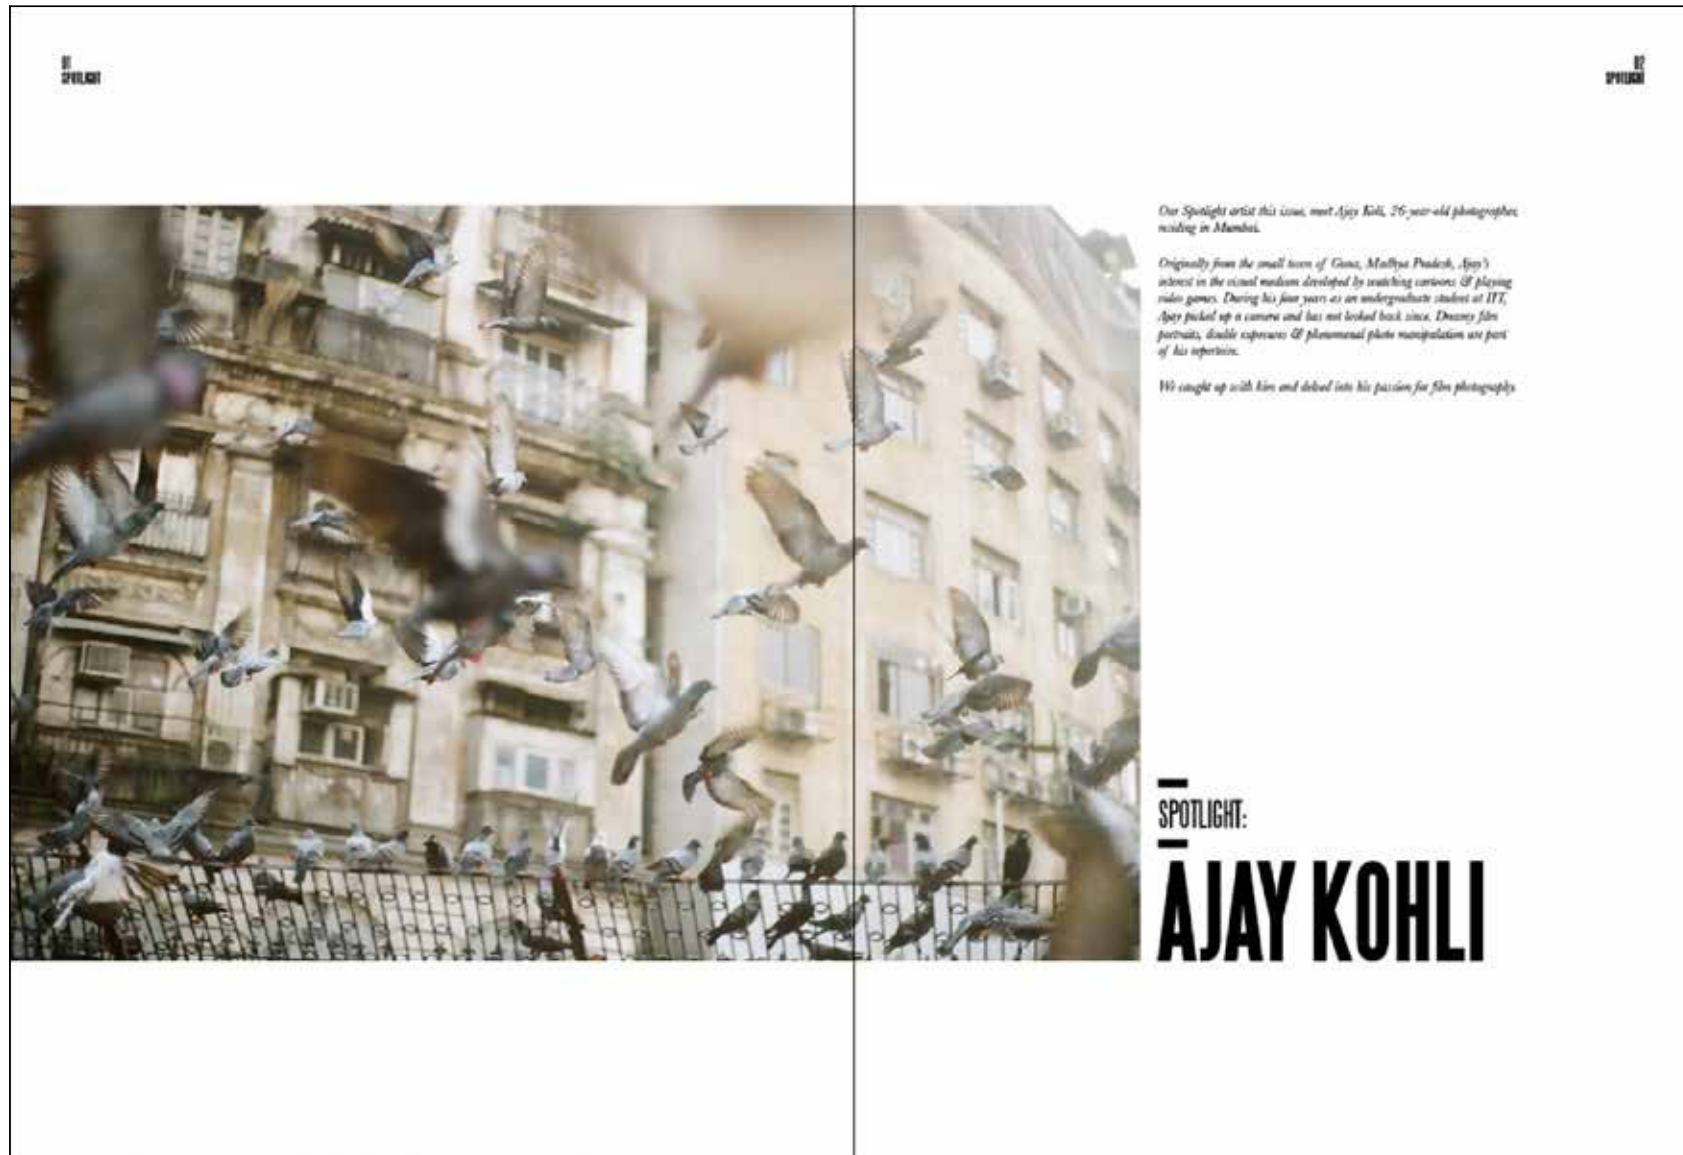 01
SPOTLIGHT
02
SPOTLIGHT
Our Spotlight artist this issue, meet Ajay Koli, 26-year-old photographer,
residing in Mumbai.
Originally from the small town of Guna, Madhya Pradesh, Ajay's
interest in the visual medium developed by watching cartoons & playing
video games. During his four years as an undergraduate student at IIT,
Ajay picked up a camera and has not looked back since. Dreamy film
portraits, double exposures & phenomenal photo manipulation are part
of his repertoire.
We caught up with him and delved into his passion for film photography.
SPOTLIGHT:
AJAY KOHLI